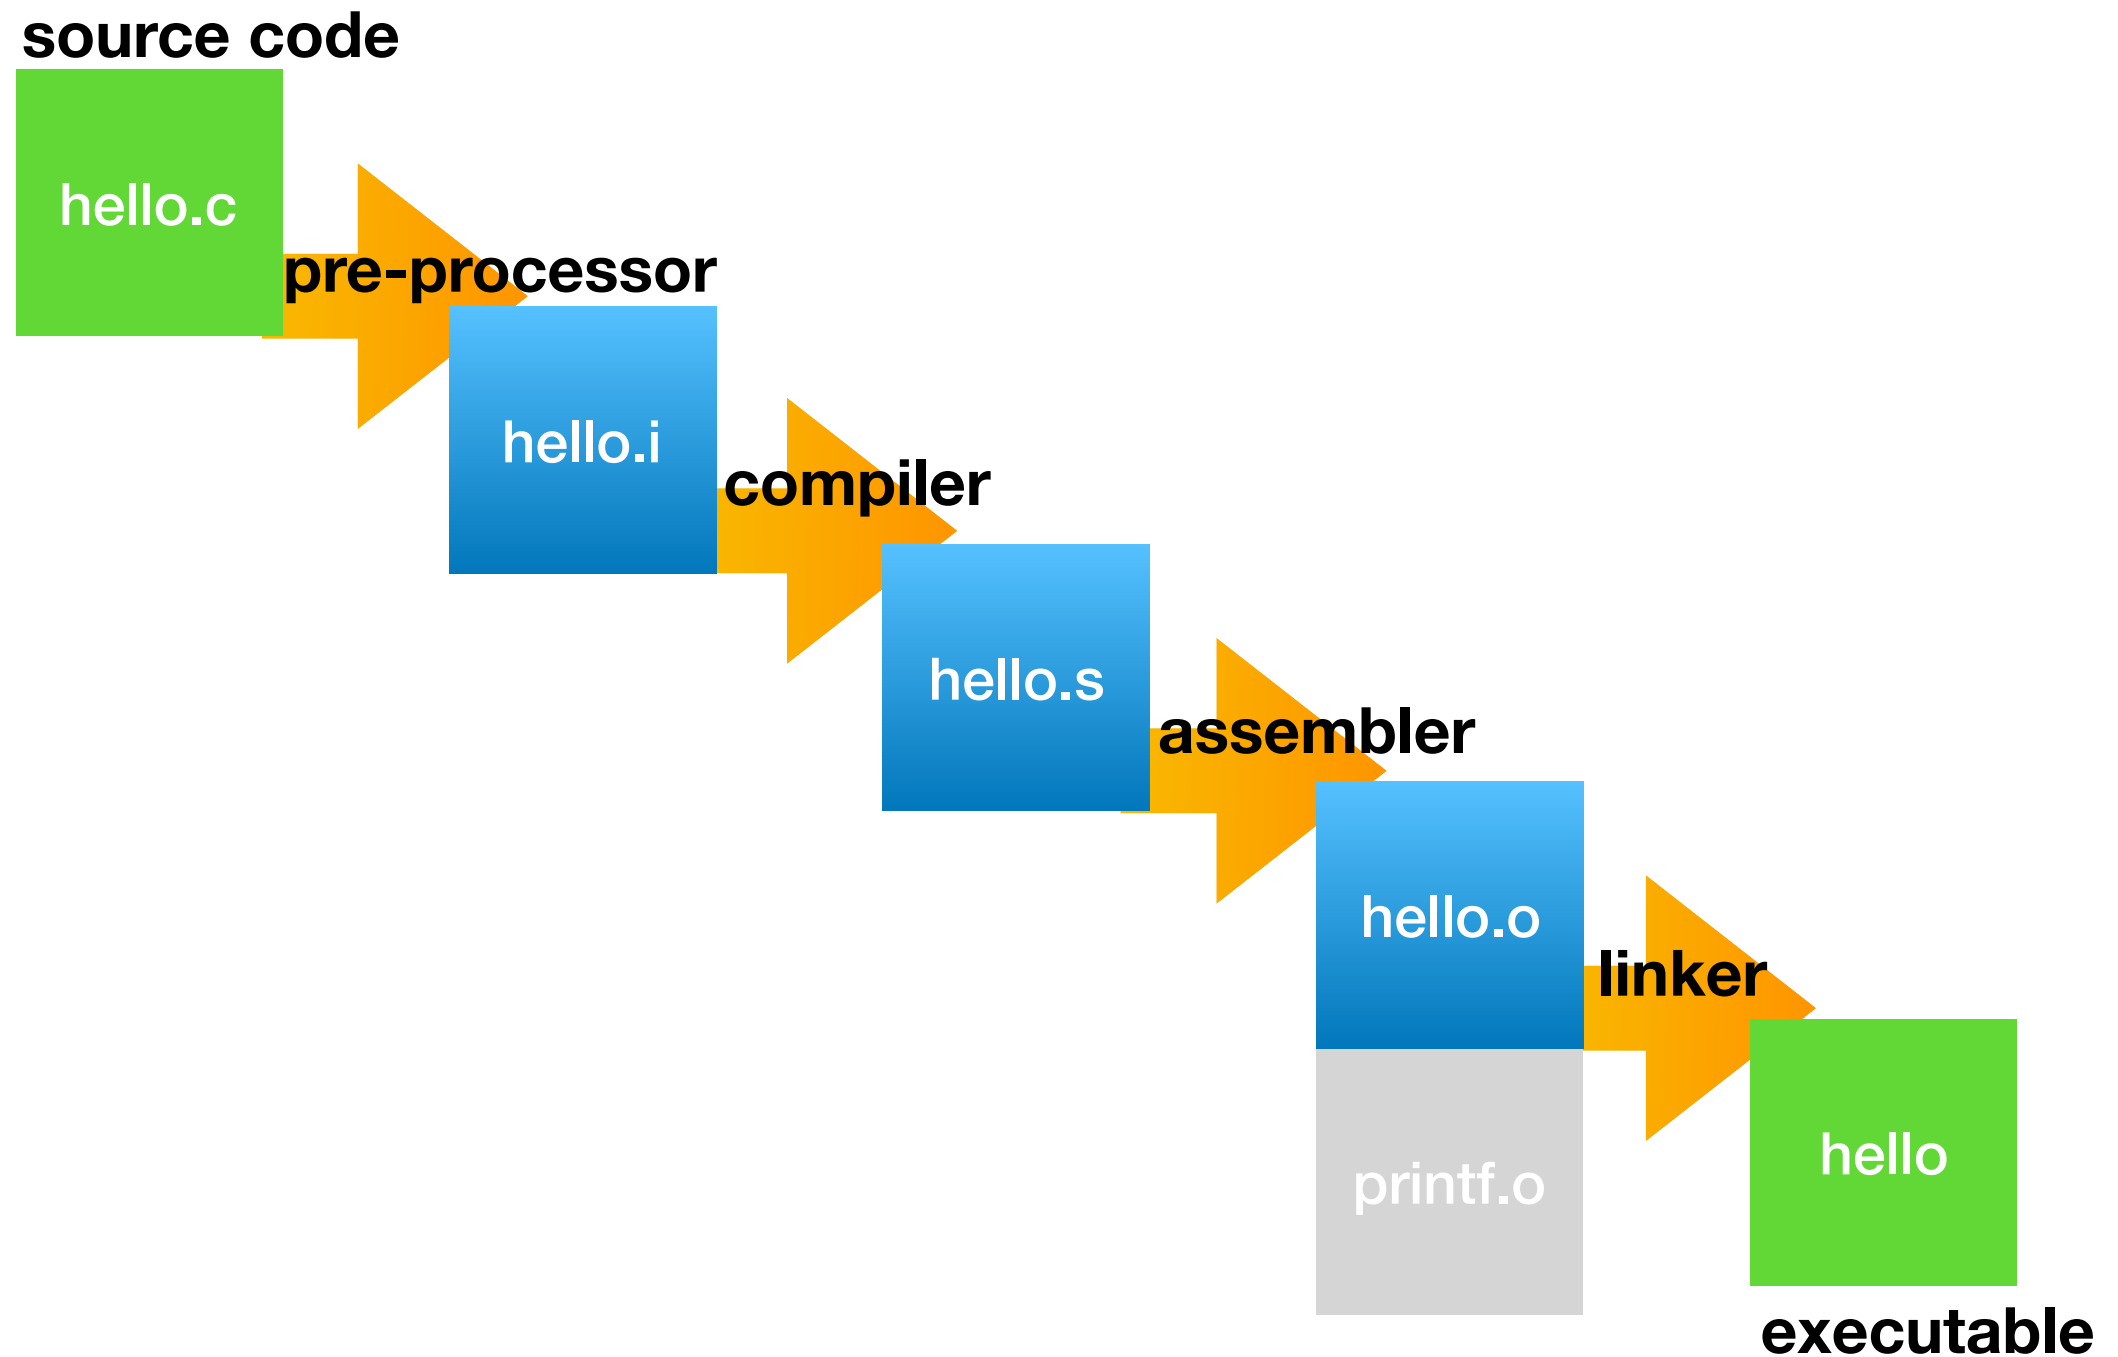 source code
hello.c
pre-processor
hello.i
compiler
hello.s
assembler
hello.o
linker
printf.o
hello
executable